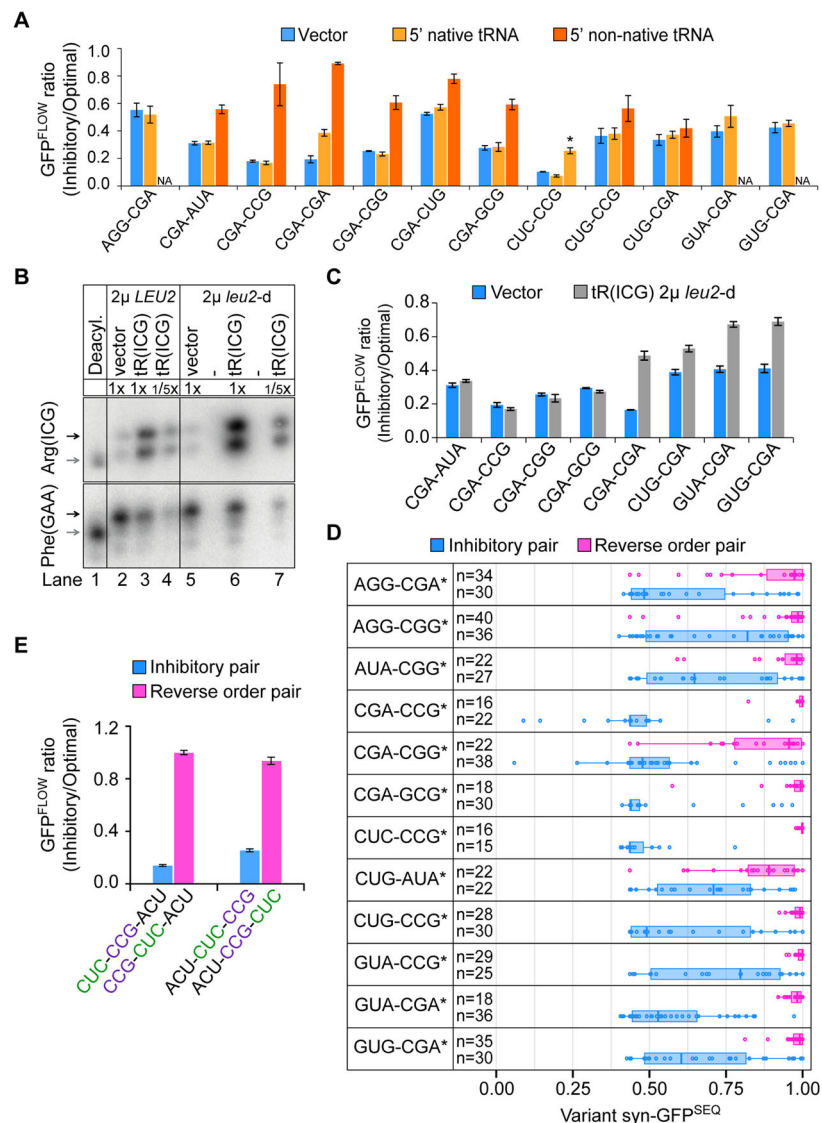 A
Vector 5’ native tRNA 5’ non-native tRNA
GFPFLOW ratio
(Inhibitory/Optimal)
1.0
0.8
0.6
0.4
0.2
0.0
NA
*
NA
NA
AGG-CGA
CGA-AUA
CGA-CCG
CGA-CGA
CGA-CGG
CGA-CUG
CGA-GCG
CUC-CCG
CUG-CCG
CUG-CGA
GUA-CGA
GUG-CGA
B
2μ LEU2 2μ leu2-d
Deacyl.
vector
tR(ICG)
tR(ICG)
vector
-
tR(ICG)
-
tR(ICG)
1x 1x 1/5x 1x 1x 1/5x
Arg(ICG)
Phe(GAA)
Lane 1 2 3 4 5 6 7
C
Vector tR(ICG) 2μ leu2-d
GFPFLOW ratio
(Inhibitory/Optimal)
0.8
0.6
0.4
0.2
0.0
CGA-AUA
CGA-CCG
CGA-CGG
CGA-GCG
CGA-CGA
CUG-CGA
GUA-CGA
GUG-CGA
D
Inhibitory pair Reverse order pair
AGG-CGA* n=34
n=30
AGG-CGG* n=40
n=36
AUA-CGG* n=22
n=27
CGA-CCG* n=16
n=22
CGA-CGG* n=22
n=38
CGA-GCG* n=18
n=30
CUC-CCG* n=16
n=15
CUG-AUA* n=22
n=22
CUG-CCG* n=28
n=30
GUA-CCG* n=29
n=25
GUA-CGA* n=18
n=36
GUG-CGA* n=35
n=30
0.00 0.25 0.50 0.75 1.00
Variant syn-GFPSEQ
E
Inhibitory pair
Reverse order pair
GFPFLOW ratio
(Inhibitory/Optimal)
1.2
0.8
0.4
0.0
CUC-CCG-ACU
CCG-CUC-ACU
ACU-CUC-CCG
ACU-CCG-CUC